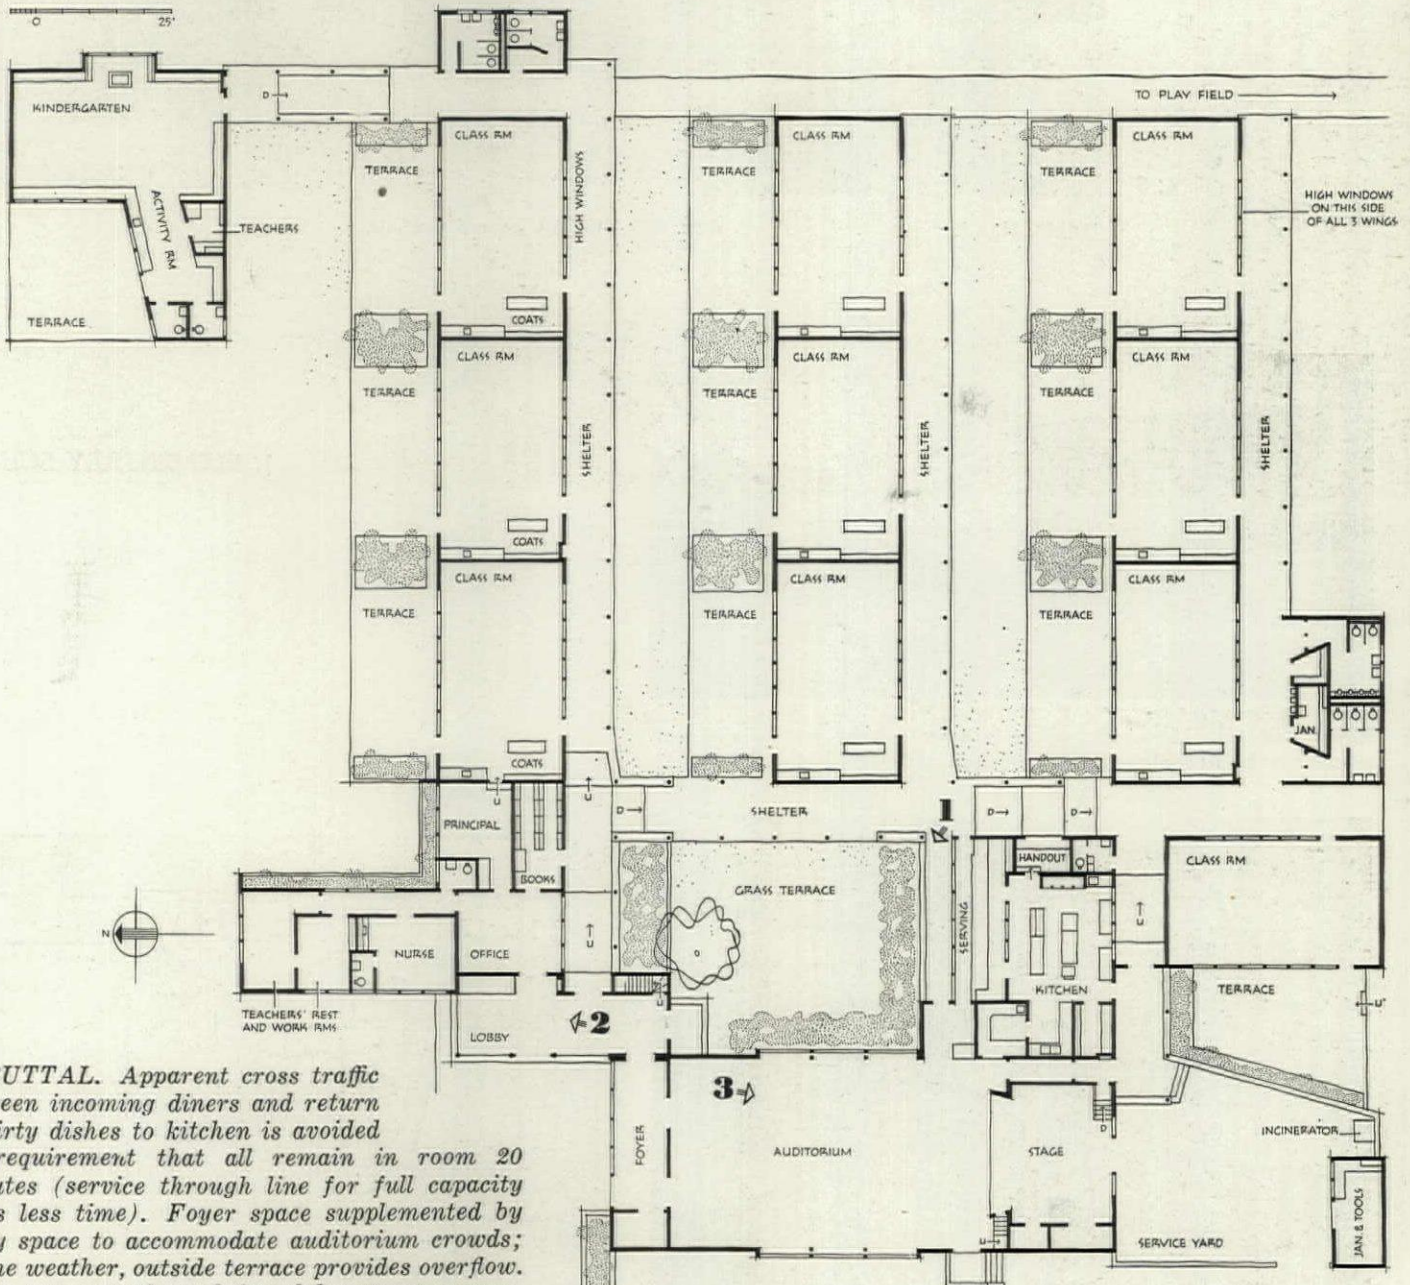 0 25'
KINDERGARTEN
ACTIVITY RM
TEACHERS
TERRACE
D
TO PLAY FIELD
CLASS RM
CLASS RM
CLASS RM
TERRACE
TERRACE
TERRACE
HIGH WINDOWS
HIGH WINDOWS
ON THIS SIDE
OF ALL 3 WINGS
COATS
CLASS RM
CLASS RM
CLASS RM
TERRACE
TERRACE
TERRACE
SHELTER
SHELTER
SHELTER
COATS
CLASS RM
CLASS RM
CLASS RM
TERRACE
TERRACE
TERRACE
COATS
JAN.
U
U
D
SHELTER
1
D
D
PRINCIPAL
BOOKS
HANDOUT
CLASS RM
GRASS TERRACE
SERVING
U
N
NURSE
OFFICE
U
KITCHEN
TERRACE
U
U
TEACHERS' REST
AND WORK RMS
LOBBY
2
3
FOYER
AUDITORIUM
STAGE
D
U
INCINERATOR
JAN. & TOOLS
SERVICE YARD
UTTAL. Apparent cross traffic
een incoming diners and return
irty dishes to kitchen is avoided
requirement that all remain in room 20
tes (service through line for full capacity
s less time). Foyer space supplemented by
y space to accommodate auditorium crowds;
ne weather, outside terrace provides overflow.